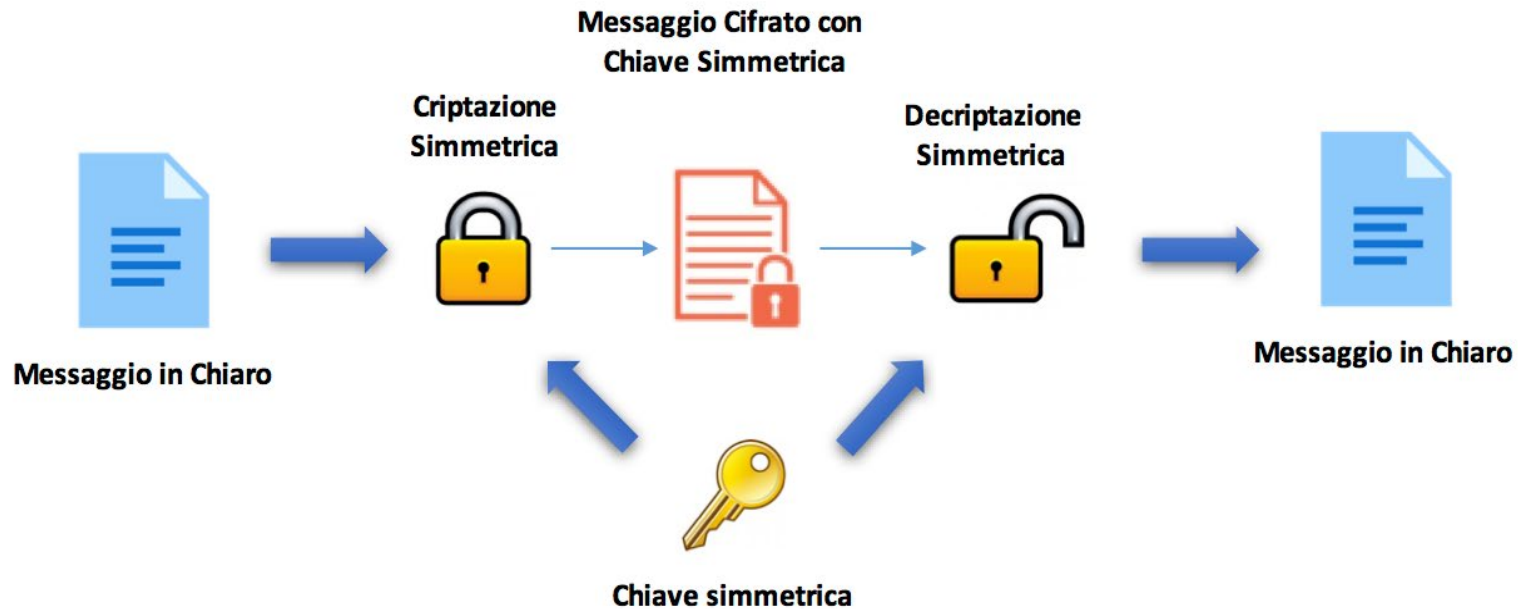 Messaggio Cifrato con
Chiave Simmetrica
Criptazione
Simmetrica
Decriptazione
Simmetrica
Messaggio in Chiaro
Messaggio in Chiaro
Chiave simmetrica